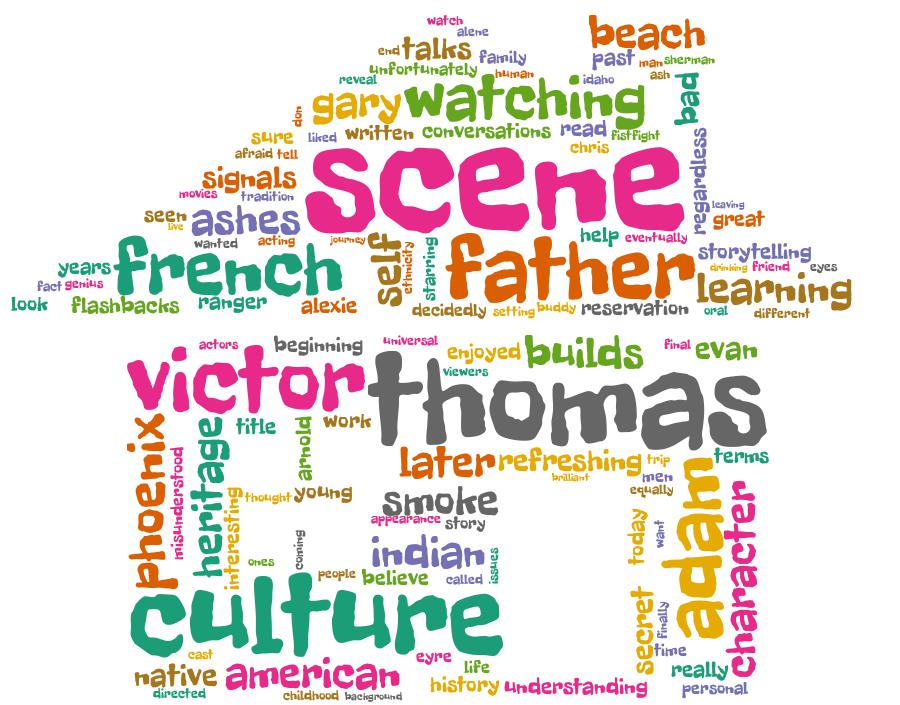 watch
alene
end talks family
beach
past man sherman
unfortunately human
reveal idaho ash
gary watching bad
don
sure liked written conversations read fistfight
afraid tell chris
scene
signals
movies tradition
regardless
seen ashes leaving
live great
wanted acting journey help eventually
french self ethnicity starring father storytelling
years drinking friend eyes
fact genius learning
look flashbacks ranger alexie decidedly setting buddy reservation oral different
actors beginning universal enjoyed builds final evan
victor thomas
viewers
phoenix misunderstood heritage title arnold work
later refreshing trip terms
brilliant men
interesting thought young smoke equally
appearance story
adam character
today want
coming
indian issues
ones people believe called
culture
secret finally
time
cast eyre
native american life really
directed childhood background history understanding personal